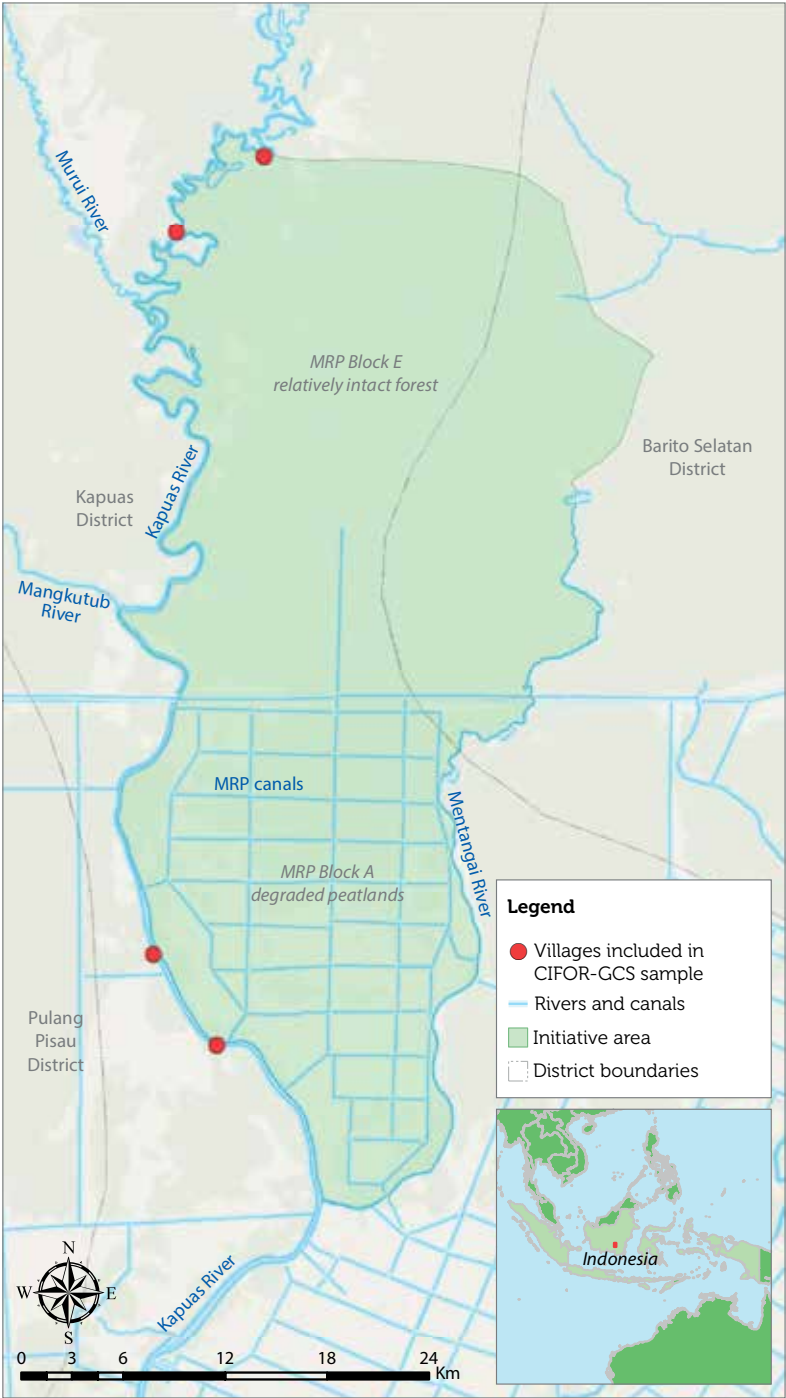 Murui River
MRP Block E
relatively intact forest
Barito Selatan
District
Kapuas River
Kapuas
District
Mangkutub
River
MRP canals
Mentangai River
MRP Block A
degraded peatlands
Pulang
Pisau
District
Kapuas River
N
W
E
S
0 3 6 12 18 24
Km
Legend
Villages included in
CIFOR-GCS sample
Rivers and canals
Initiative area
District boundaries
Indonesia